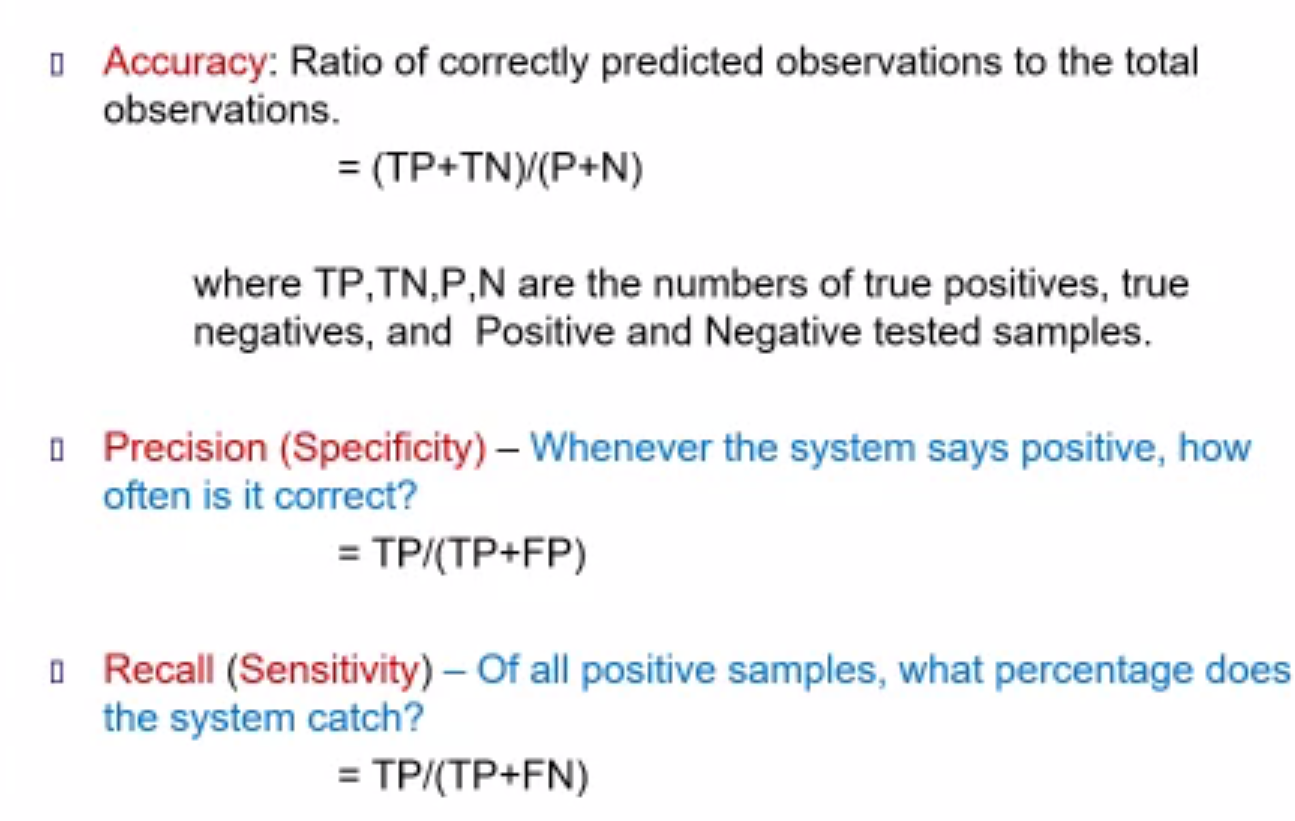 Accuracy: Ratio of correctly predicted observations to the total
observations.
= (TP+TN)/(P+N)
where TP,TN,P,N are the numbers of true positives, true
negatives, and  Positive and Negative tested samples.
Precision (Specificity) – Whenever the system says positive, how
often is it correct?
= TP/(TP+FP)
Recall (Sensitivity) – Of all positive samples, what percentage does
the system catch?
= TP/(TP+FN)